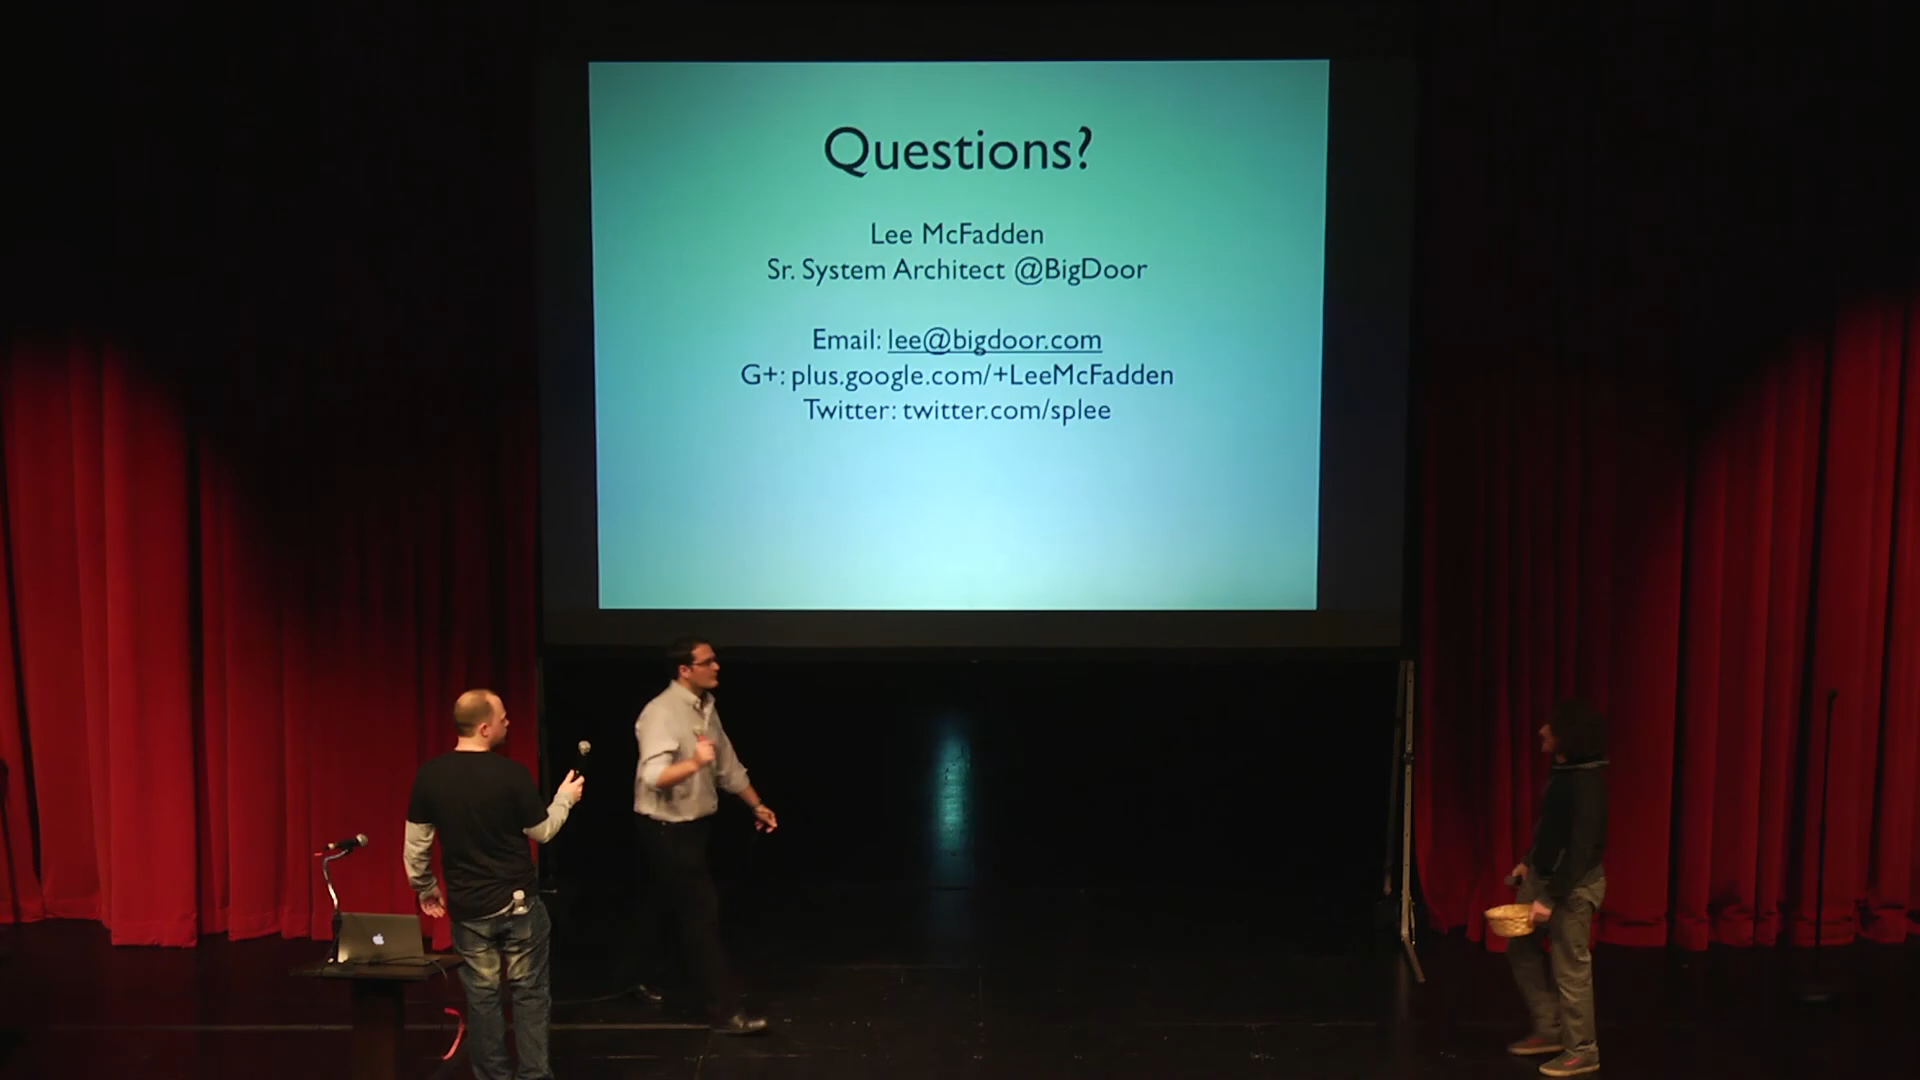 Questions?
Lee McFadden
Sr. System Architect @BigDoor
Email: lee@bigdoor.com
G+: plus.google.com/+LeeMcFadden
Twitter: twitter.com/splee